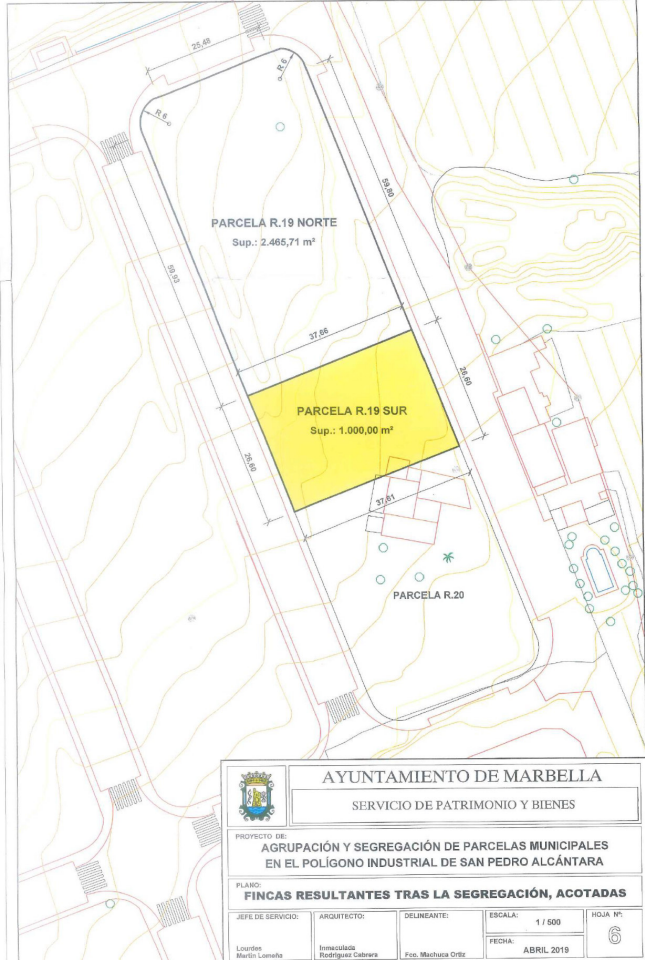 25,48
R 6
R 6
59,80
PARCELA R.19 NORTE
Sup.: 2.465,71 m²
59,93
37,66
26,60
PARCELA R.19 SUR
Sup.: 1.000,00 m²
26,60
37,61
PARCELA R.20
AYUNTAMIENTO DE MARBELLA
SERVICIO DE PATRIMONIO Y BIENES
PROYECTO DE:
AGRUPACIÓN Y SEGREGACIÓN DE PARCELAS MUNICIPALES
EN EL POLÍGONO INDUSTRIAL DE SAN PEDRO ALCÁNTARA
PLANO:
FINCAS RESULTANTES TRAS LA SEGREGACIÓN, ACOTADAS
JEFE DE SERVICIO:
Lourdes
Martín Lomeña
ARQUITECTO:
Inmaculada
Rodríguez Cabrera
DELINEANTE:
Fco. Machuca Ortiz
ESCALA:
1 / 500
FECHA:
ABRIL 2019
HOJA Nº:
6